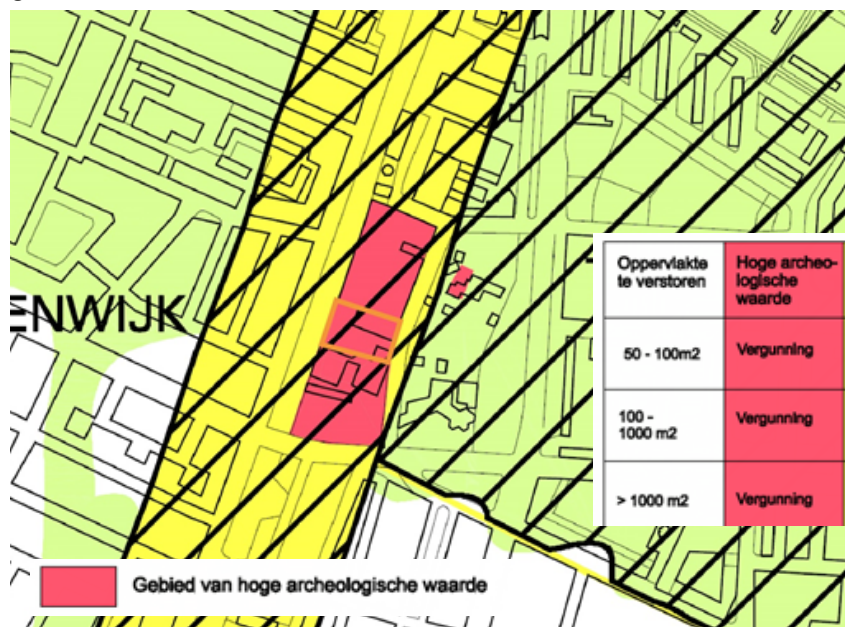 ENWIJK
Oppervlakte
te verstoren
Hoge archeo-
logische
waarde
50 - 100m2
Vergunning
100 -
1000 m2
Vergunning
> 1000 m2
Vergunning
Gebied van hoge archeologische waarde